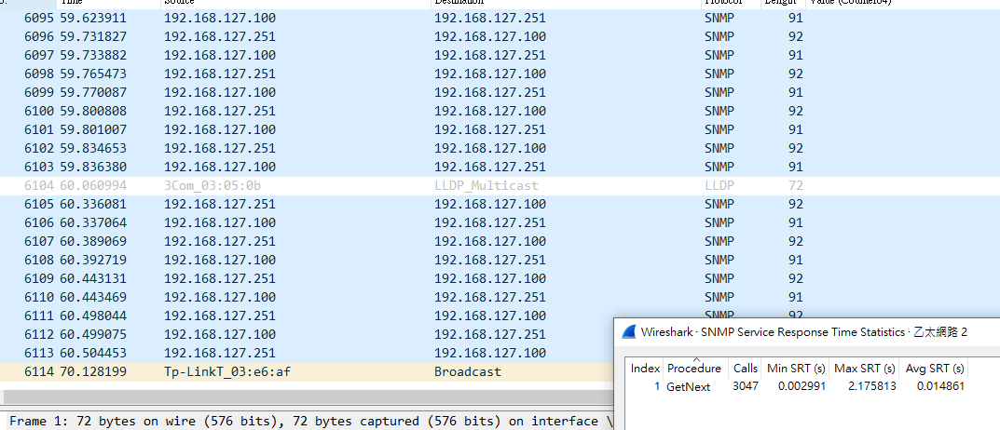 Time Source Destination Protocol Length Value (Counter64)
6095 59.623911 192.168.127.100 192.168.127.251 SNMP 91
6096 59.731827 192.168.127.251 192.168.127.100 SNMP 92
6097 59.733882 192.168.127.100 192.168.127.251 SNMP 91
6098 59.765473 192.168.127.251 192.168.127.100 SNMP 92
6099 59.770087 192.168.127.100 192.168.127.251 SNMP 91
6100 59.800808 192.168.127.251 192.168.127.100 SNMP 92
6101 59.801007 192.168.127.100 192.168.127.251 SNMP 91
6102 59.834653 192.168.127.251 192.168.127.100 SNMP 92
6103 59.836380 192.168.127.100 192.168.127.251 SNMP 91
6104 60.060994 3Com_03:05:0b LLDP_Multicast LLDP 72
6105 60.336081 192.168.127.251 192.168.127.100 SNMP 92
6106 60.337064 192.168.127.100 192.168.127.251 SNMP 91
6107 60.389069 192.168.127.251 192.168.127.100 SNMP 92
6108 60.392719 192.168.127.100 192.168.127.251 SNMP 91
6109 60.443131 192.168.127.251 192.168.127.100 SNMP 92
6110 60.443469 192.168.127.100 192.168.127.251 SNMP 91
6111 60.498044 192.168.127.251 192.168.127.100 SNMP 92
6112 60.499075 192.168.127.100 192.168.127.251
6113 60.504453 192.168.127.251 192.168.127.100
6114 70.128199 Tp-LinkT_03:e6:af Broadcast
Frame 1: 72 bytes on wire (576 bits), 72 bytes captured (576 bits) on interface \
Wireshark · SNMP Service Response Time Statistics · 乙太網路 2
Index Procedure Calls Min SRT (s) Max SRT (s) Avg SRT (s)
1 GetNext 3047 0.002991 2.175813 0.014861